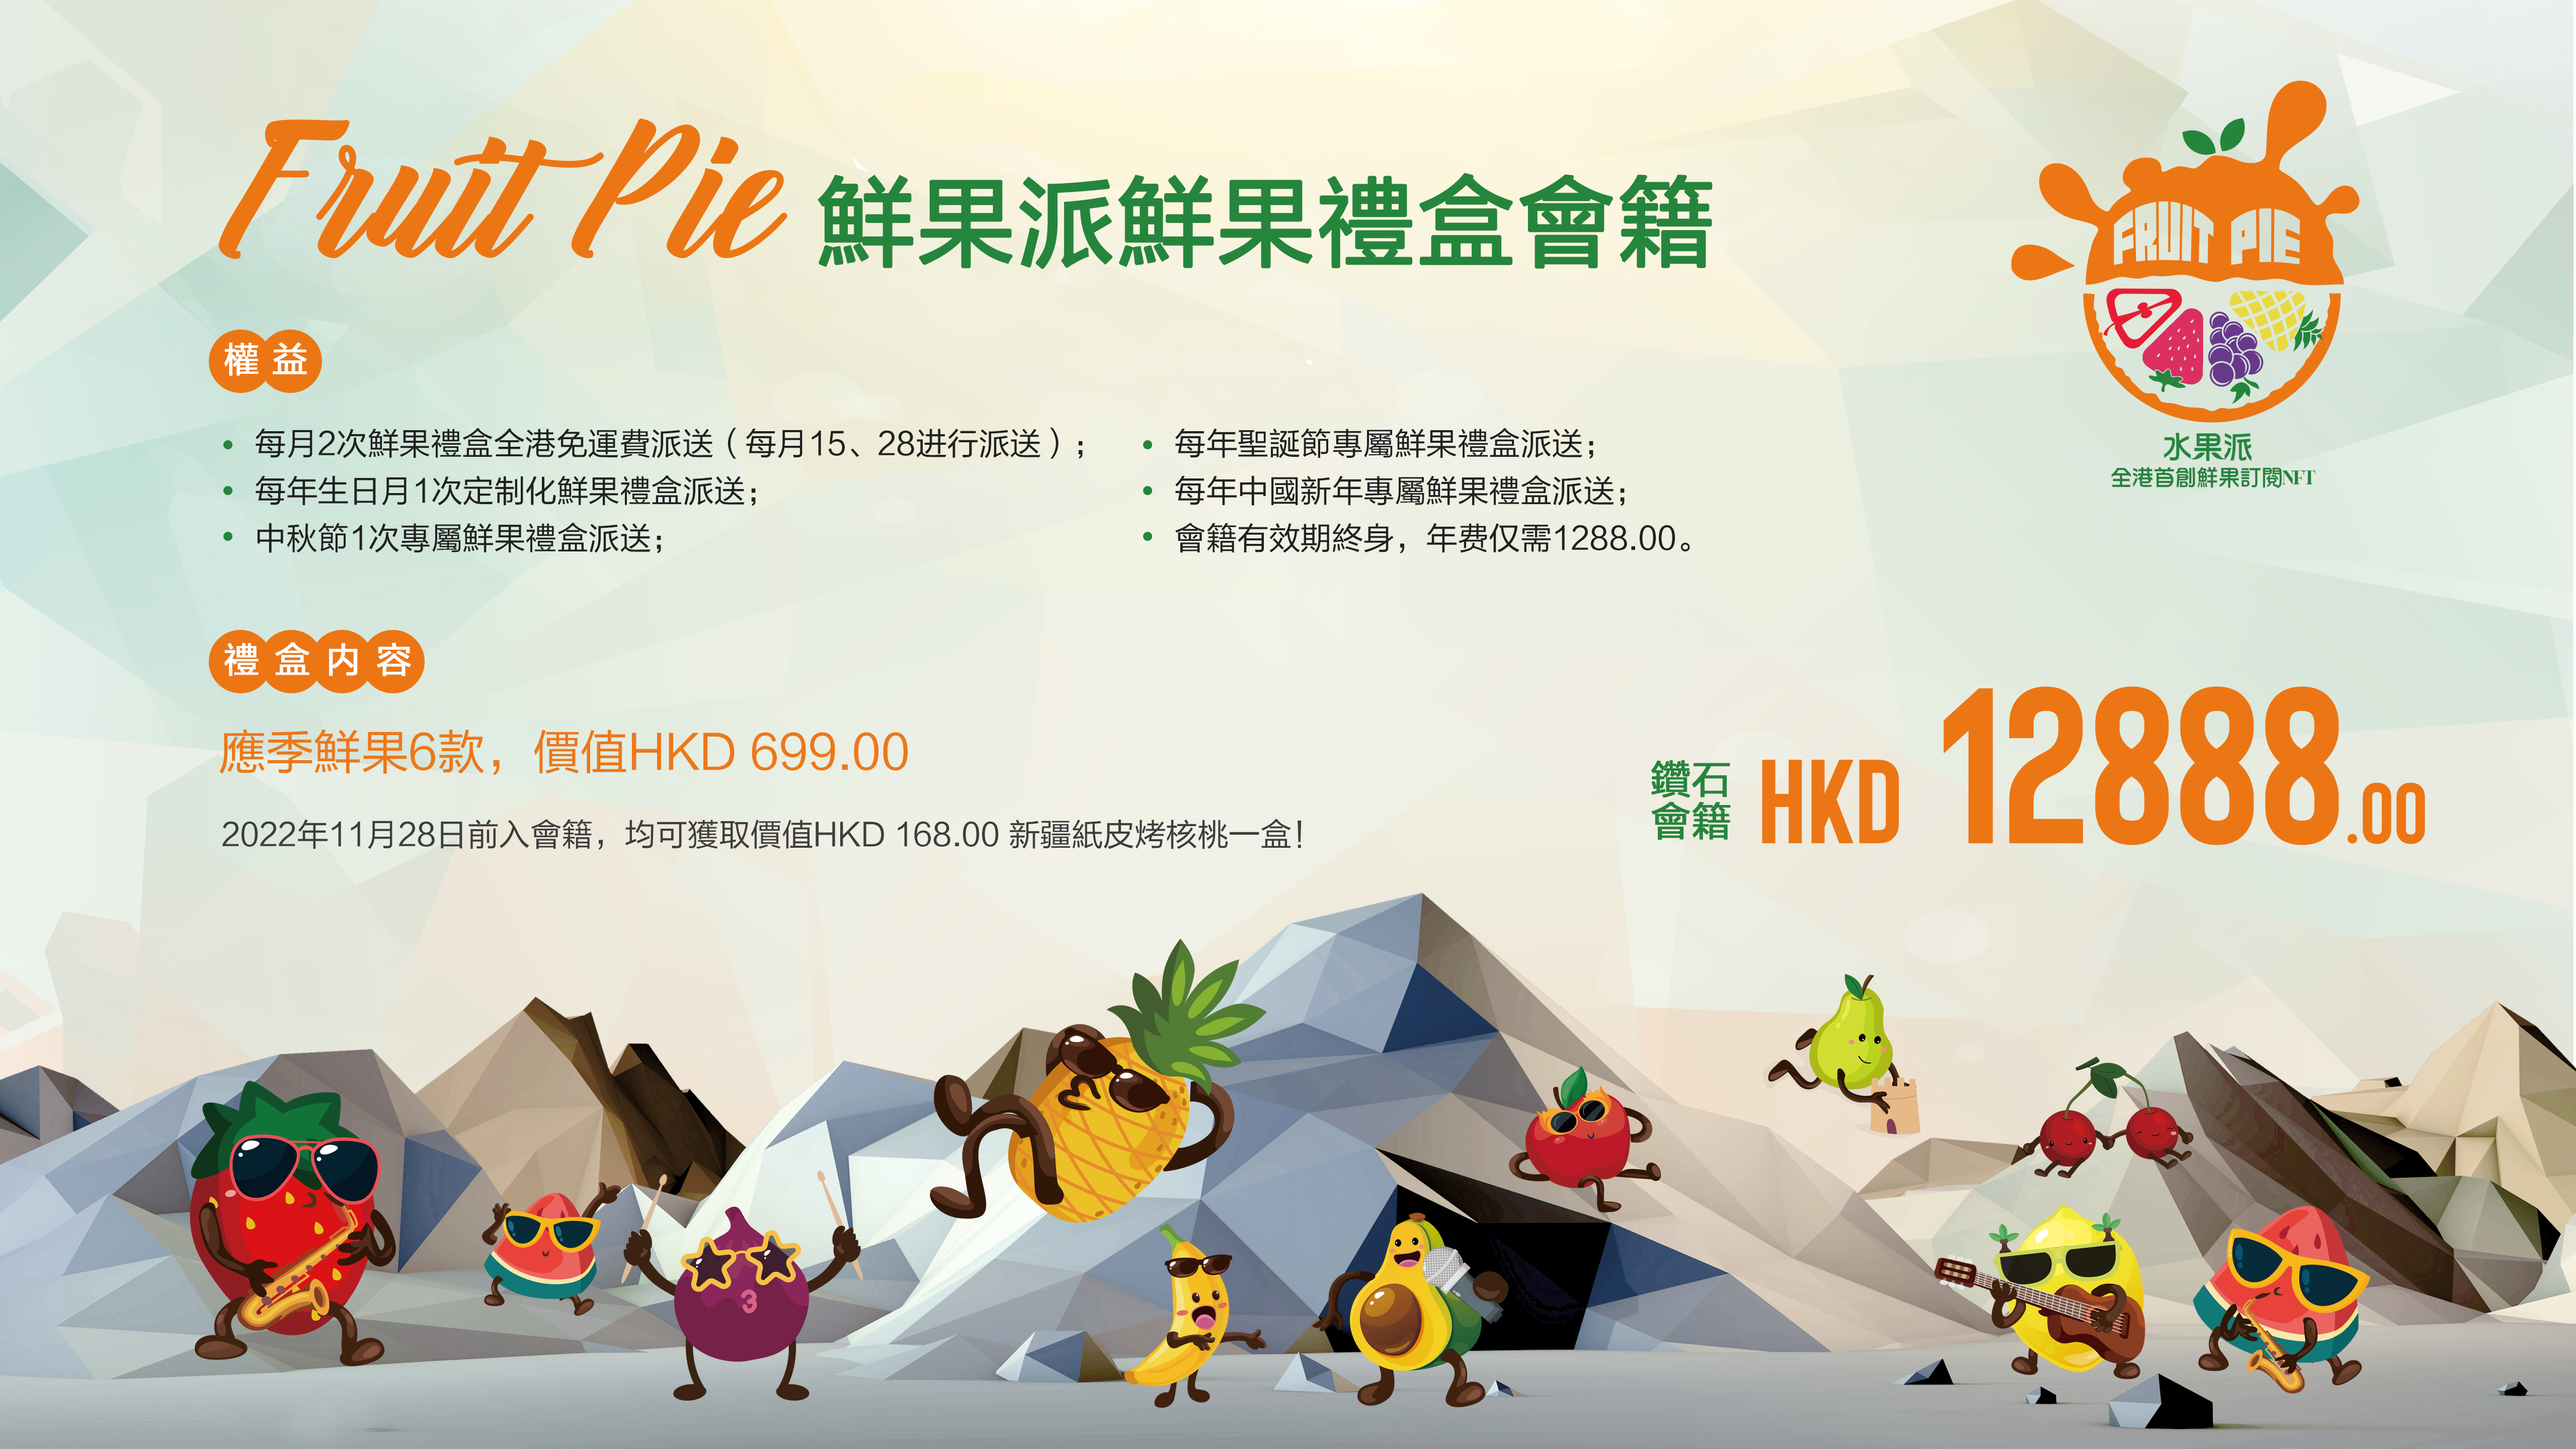 Fruit Pie 鮮果派鮮果禮盒會籍
FRUIT PIE
水果派
全港首創鮮果訂閱NFT
權益
每月2次鮮果禮盒全港免運費派送（每月15、28进行派送）；
每年生日月1次定制化鮮果禮盒派送；
中秋節1次專屬鮮果禮盒派送；
每年聖誕節專屬鮮果禮盒派送；
每年中國新年專屬鮮果禮盒派送；
會籍有效期終身，年费仅需1288.00。
禮盒内容
應季鮮果6款，價值HKD 699.00
2022年11月28日前入會籍，均可獲取價值HKD 168.00 新疆紙皮烤核桃一盒！
鑽石
會籍
HKD 12888.00